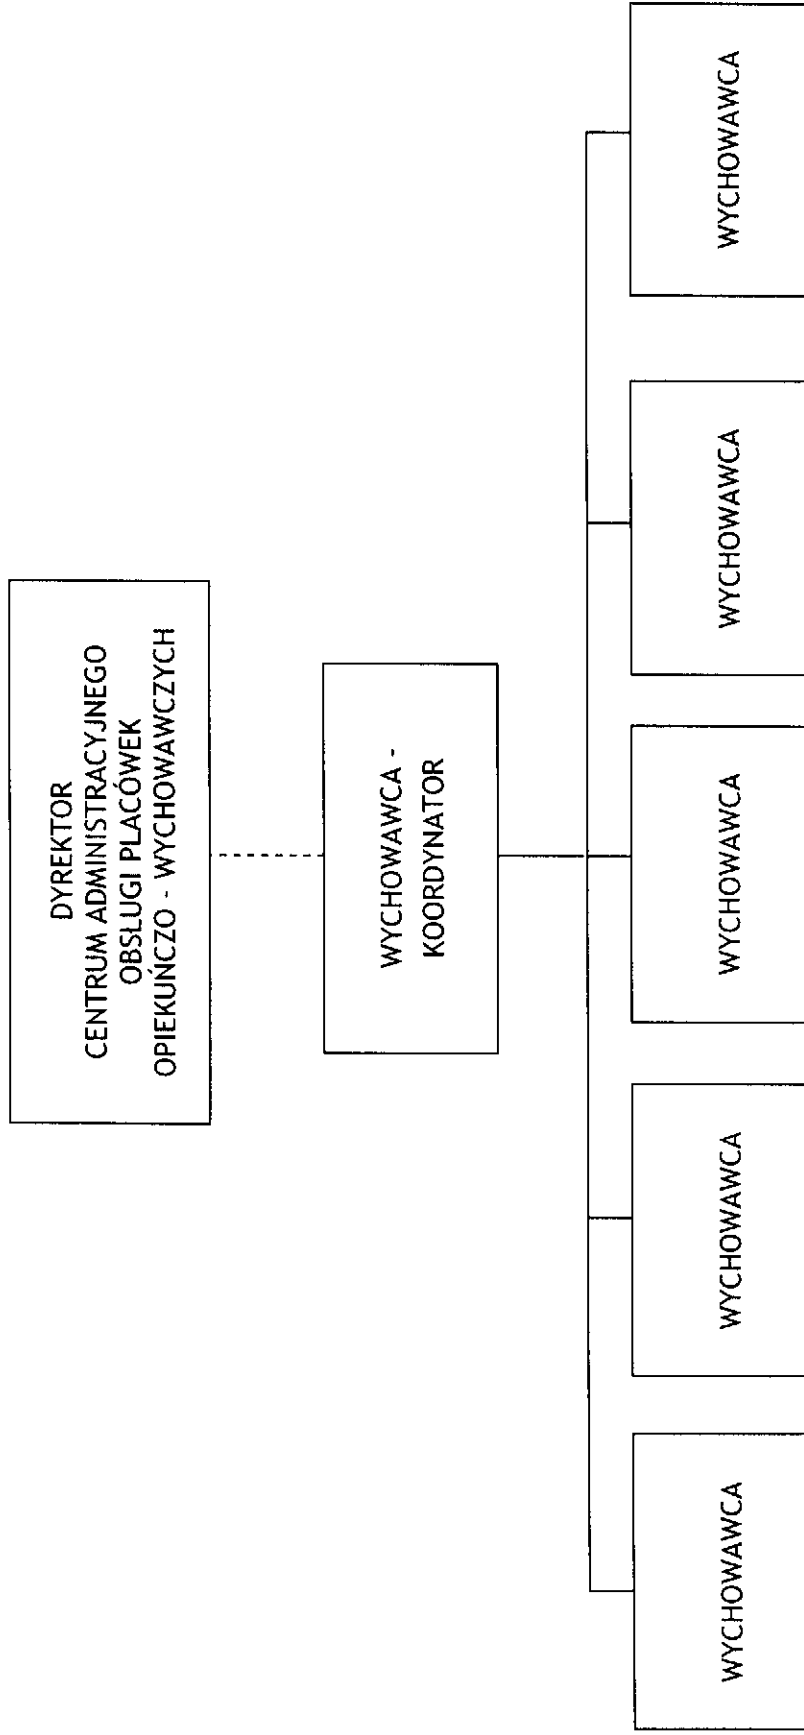 DYREKTOR
CENTRUM ADMINISTRACYJNEGO
OBSŁUGI PLACÓWEK
OPIEKUŃCZO - WYCHOWAWCZYCH
WYCHOWAWCA -
KOORDYNATOR
WYCHOWAWCA
WYCHOWAWCA
WYCHOWAWCA
WYCHOWAWCA
WYCHOWAWCA